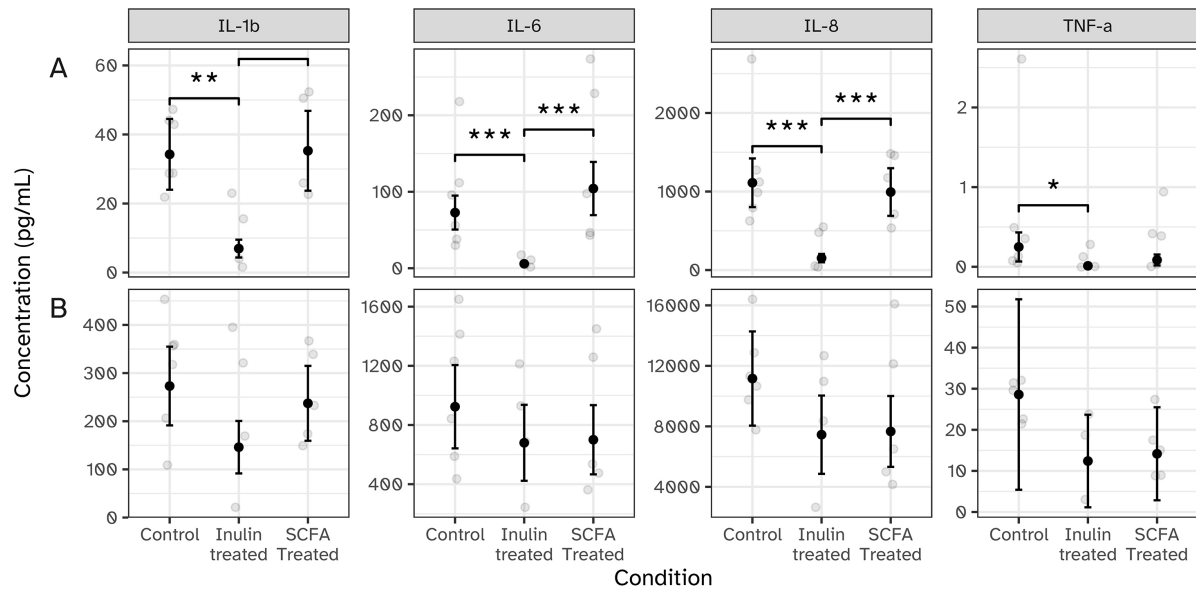 IL-1b IL-6 IL-8 TNF-a
A
Concentration (pg/mL)
60 40 20 0
**
200 100 0
*** ***
2000 1000 0
*** ***
2 1 0
*
B
400 300 200 100 0
1600 1200 800 400
16000 12000 8000 4000
50 40 30 20 10 0
Control Inulin SCFA Control Inulin SCFA Control Inulin SCFA Control Inulin SCFA
treated Treated treated Treated treated Treated treated Treated
Condition